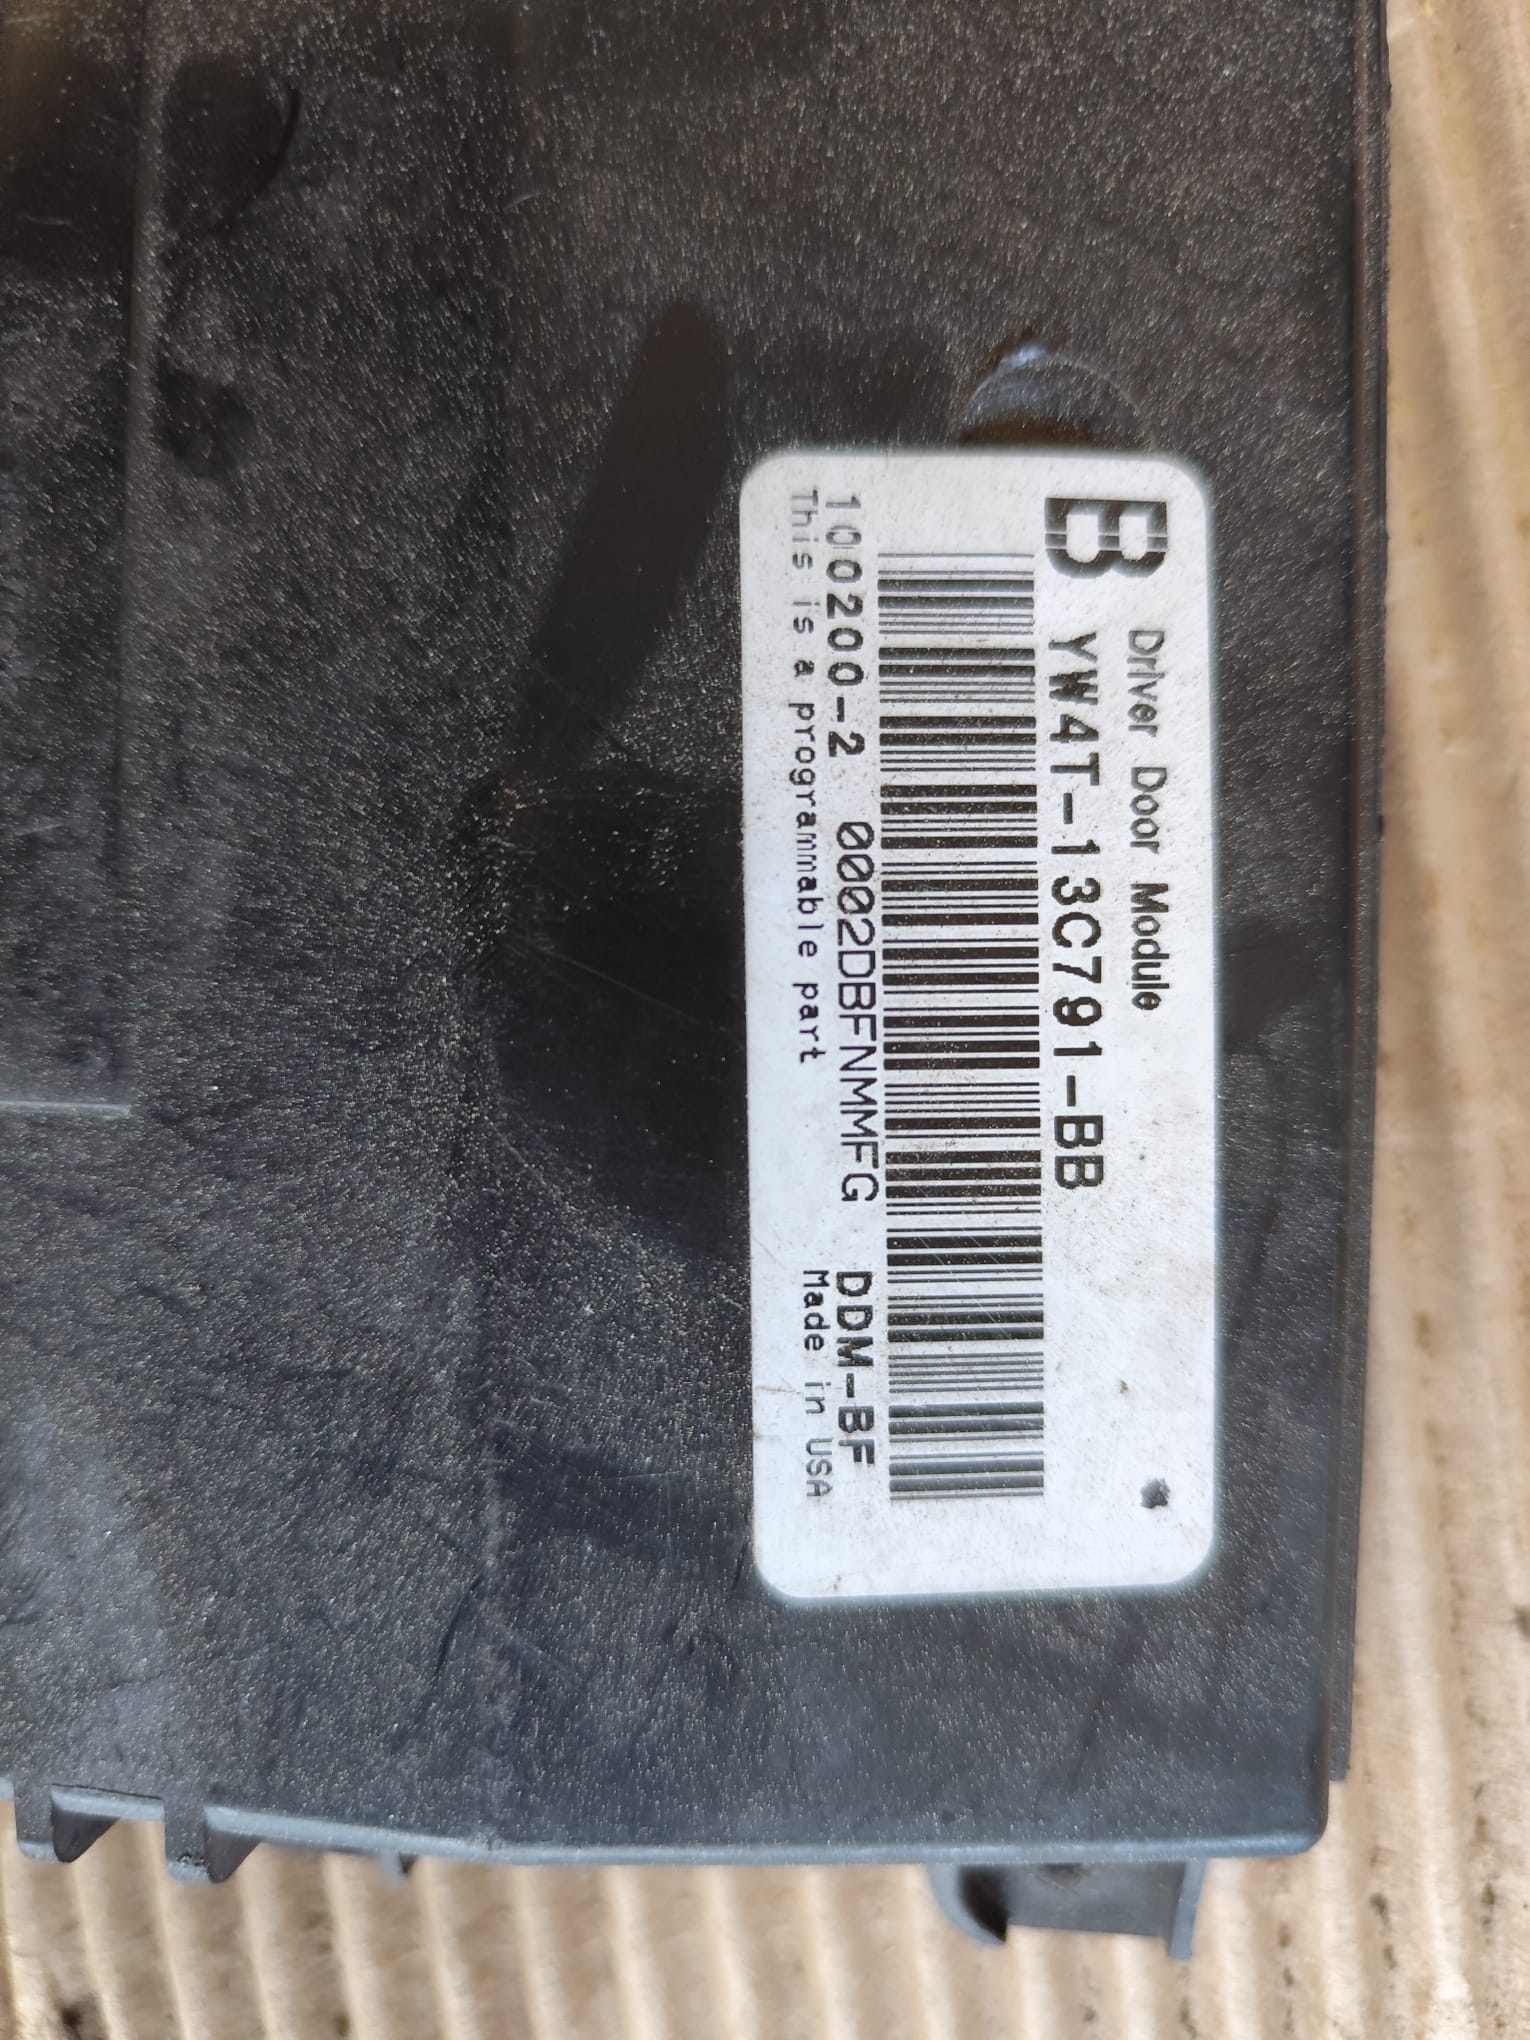 B Driver Door Module
YW4T-13C791-BB
100200-2 0002DBFNMMFG DDM-BF
This is a programmable part Made in USA